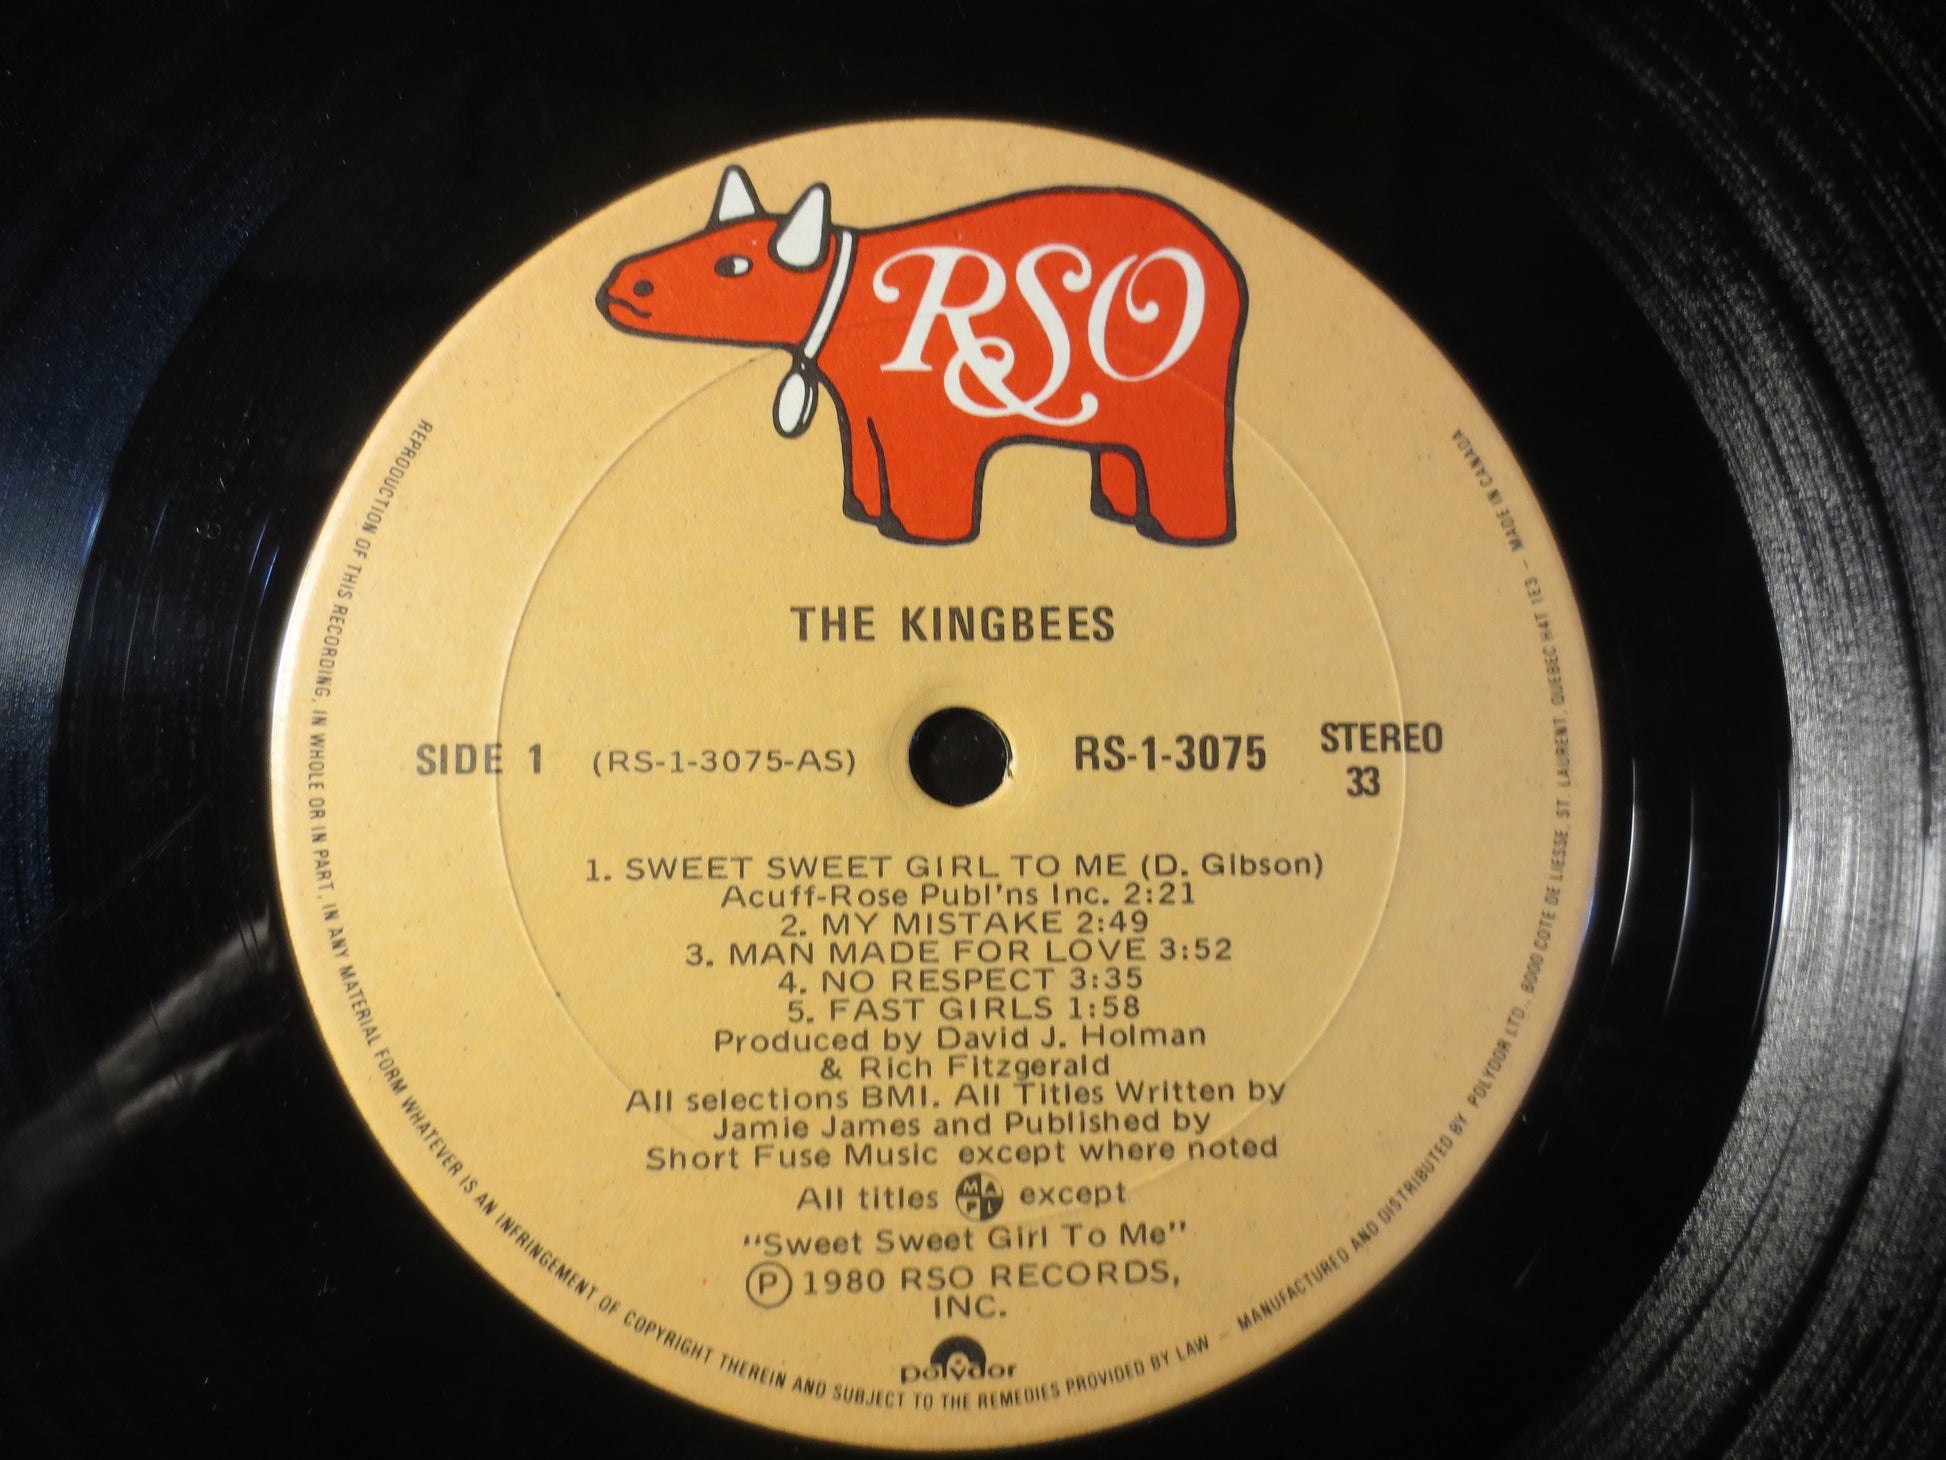 RSO
THE KINGBEES
SIDE 1 (RS-1-3075-AS)
RS-1-3075
STEREO
33
1. SWEET SWEET GIRL TO ME (D. Gibson)
Acuff-Rose Publ'ns Inc. 2:21
2. MY MISTAKE 2:49
3. MAN MADE FOR LOVE 3:52
4. NO RESPECT 3:35
5. FAST GIRLS 1:58
Produced by David J. Holman
& Rich Fitzgerald
All selections BMI. All Titles Written by
Jamie James and Published by
Short Fuse Music except where noted
All titles MAPL except
"Sweet Sweet Girl To Me"
Ⓟ 1980 RSO RECORDS,
INC.
polydor
REPRODUCTION OF THIS RECORDING, IN WHOLE OR IN PART, IN ANY MATERIAL FORM WHATEVER IS AN INFRINGEMENT OF COPYRIGHT THEREIN AND SUBJECT TO THE REMEDIES PROVIDED BY LAW – MANUFACTURED AND DISTRIBUTED BY POLYDOR LTD., 6000 COTE DE LIESSE, ST. LAURENT, QUEBEC H4T 1E3 – MADE IN CANADA